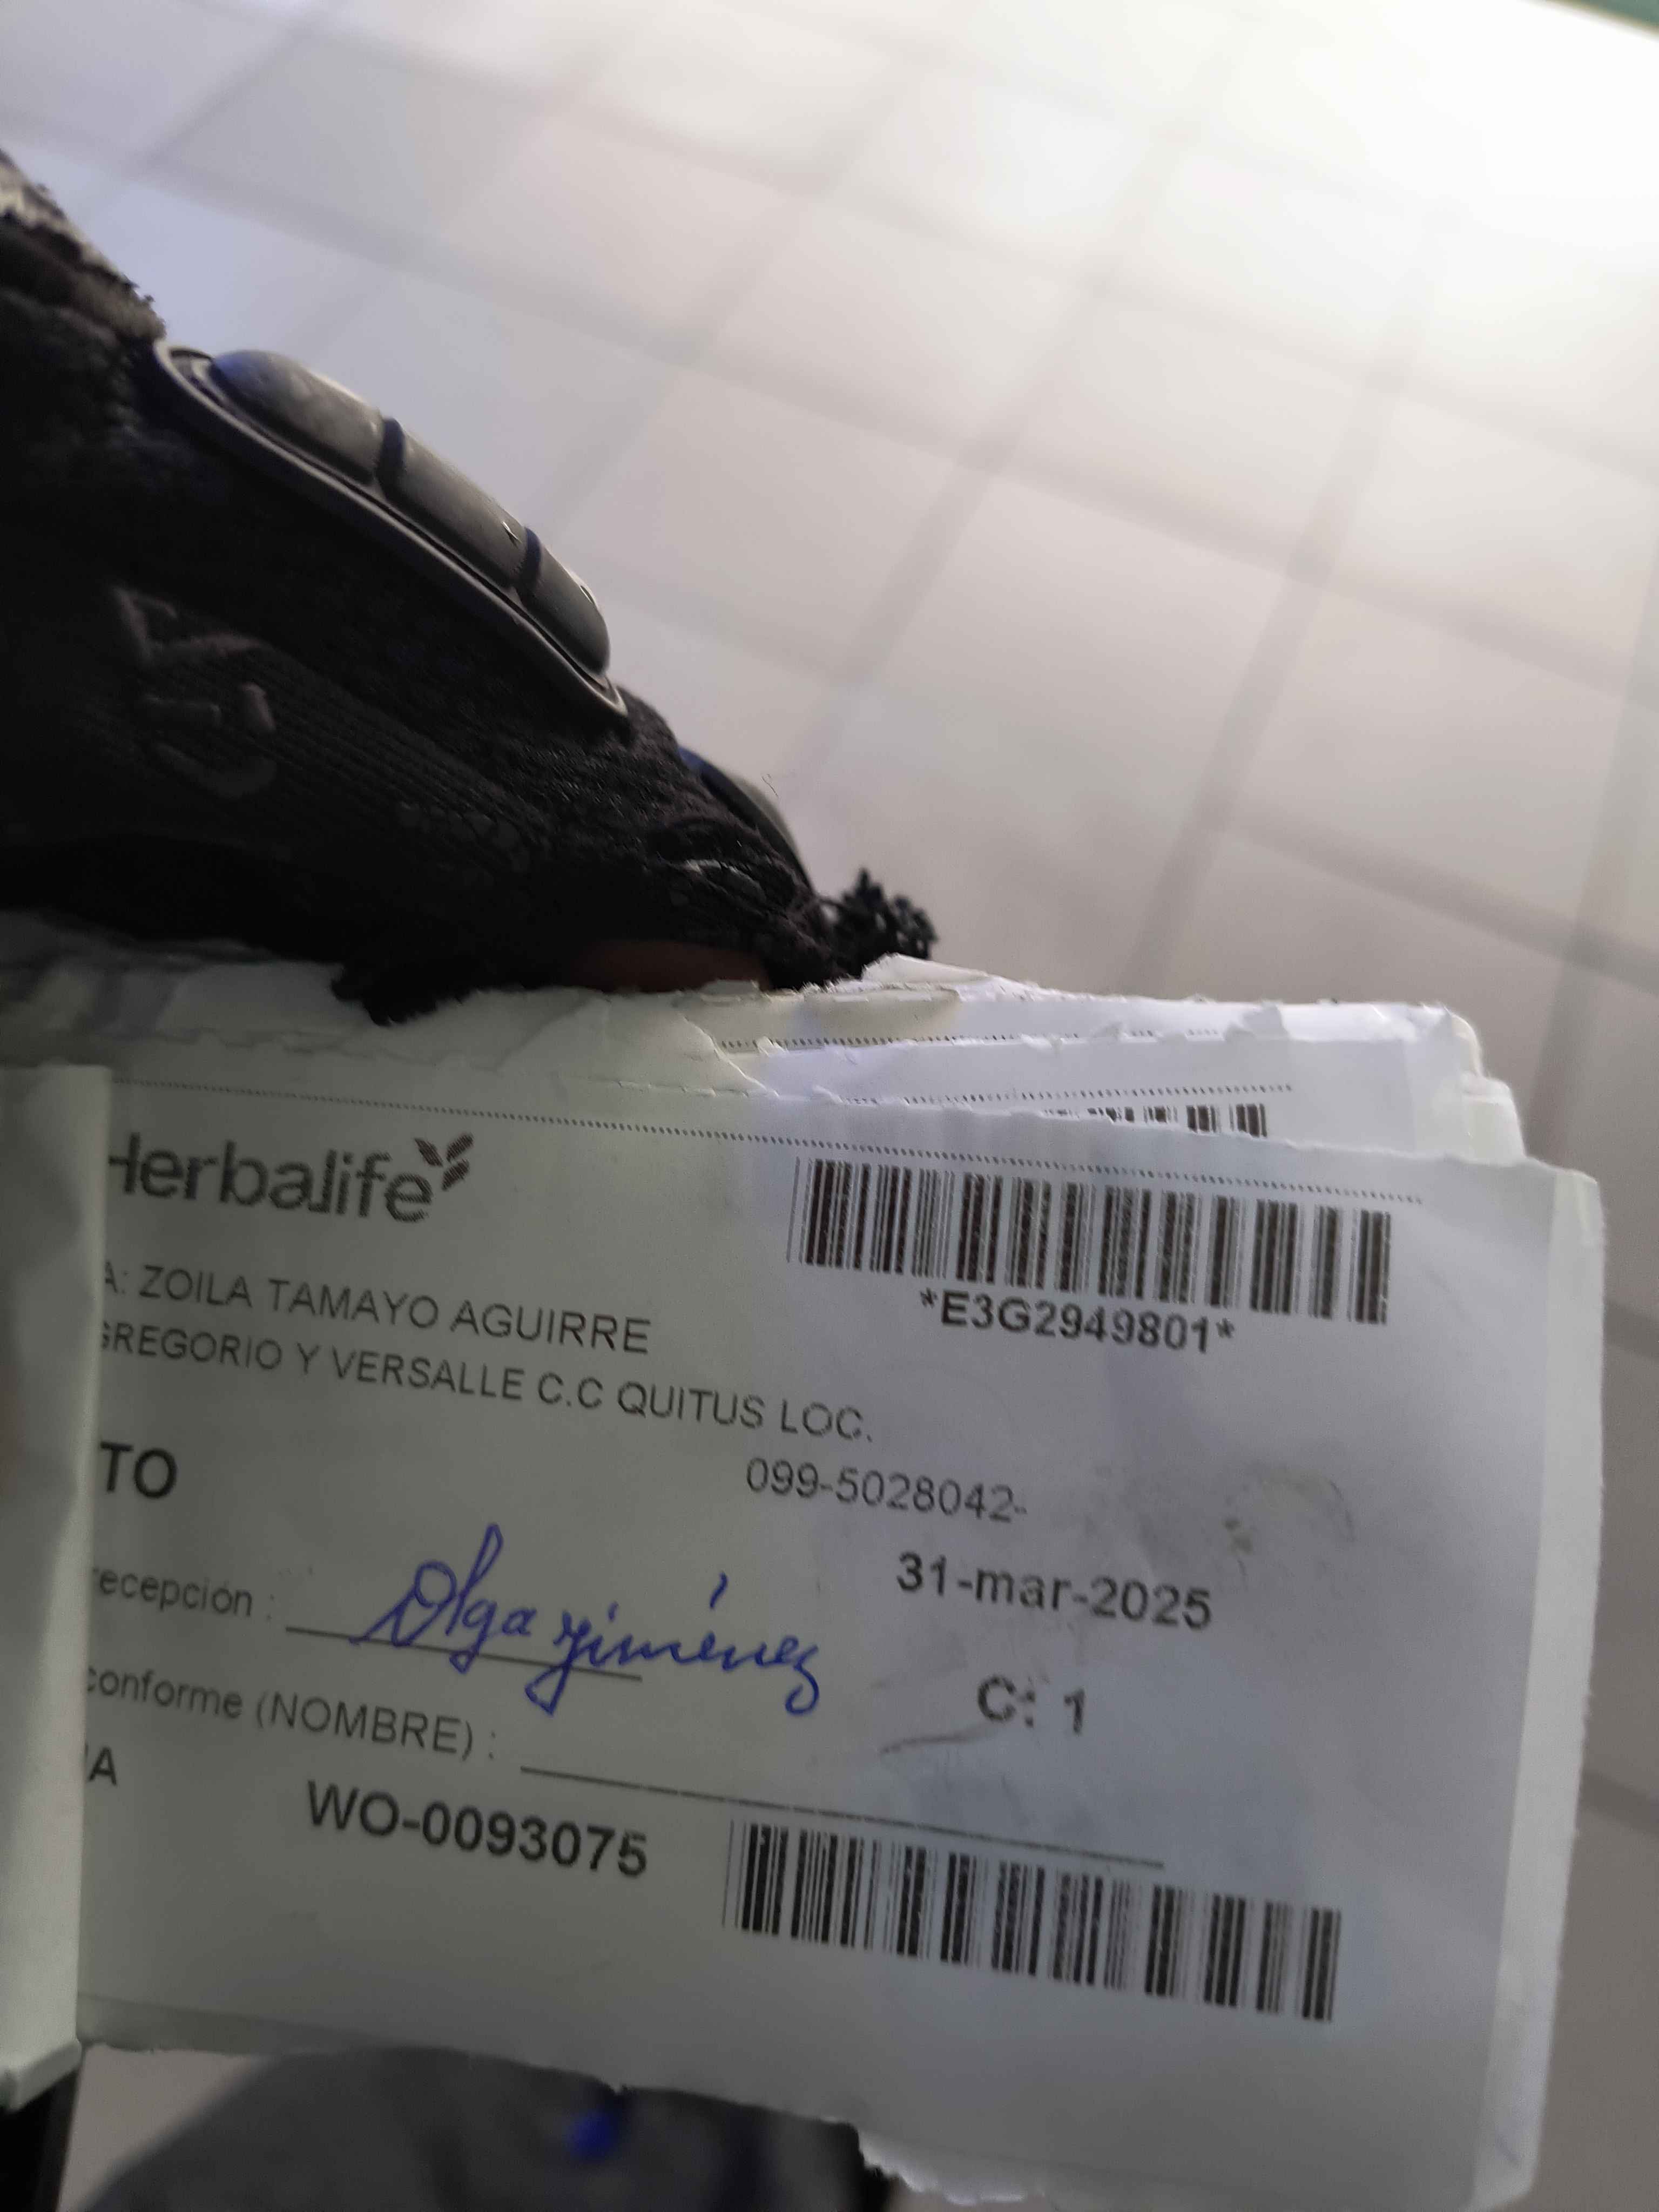 Herbalife
*E3G2949801*
A: ZOILA TAMAYO AGUIRRE
GREGORIO Y VERSALLE C.C QUITUS LOC.
TO
099-5028042-
31-mar-2025
recepción : Olga jiménez
C: 1
conforme (NOMBRE) :
A
WO-0093075